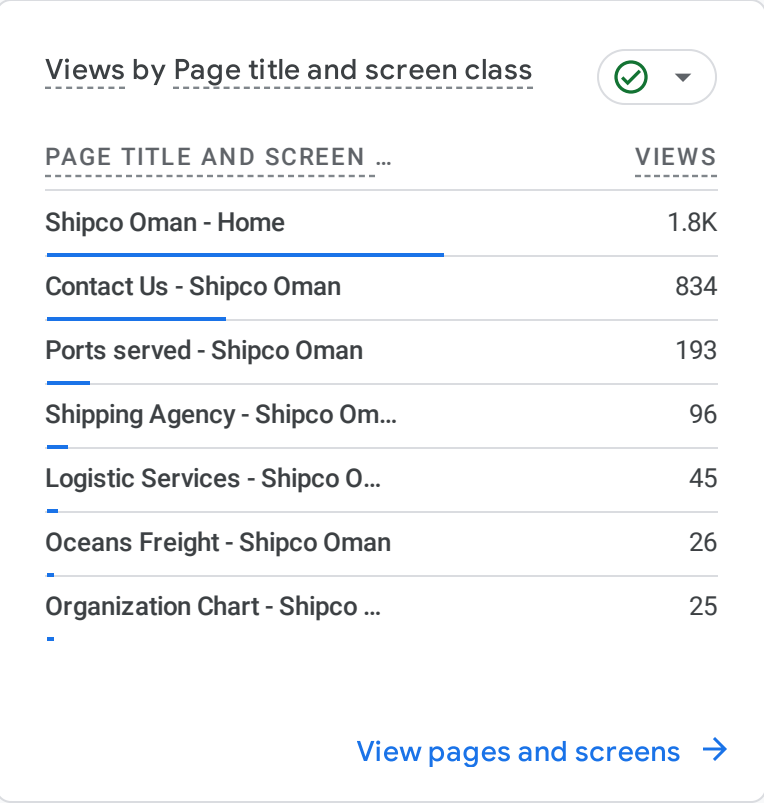 Views by Page title and screen class
PAGE TITLE AND SCREEN … VIEWS
Shipco Oman - Home 1.8K
Contact Us - Shipco Oman 834
Ports served - Shipco Oman 193
Shipping Agency - Shipco Om… 96
Logistic Services - Shipco O… 45
Oceans Freight - Shipco Oman 26
Organization Chart - Shipco … 25
View pages and screens